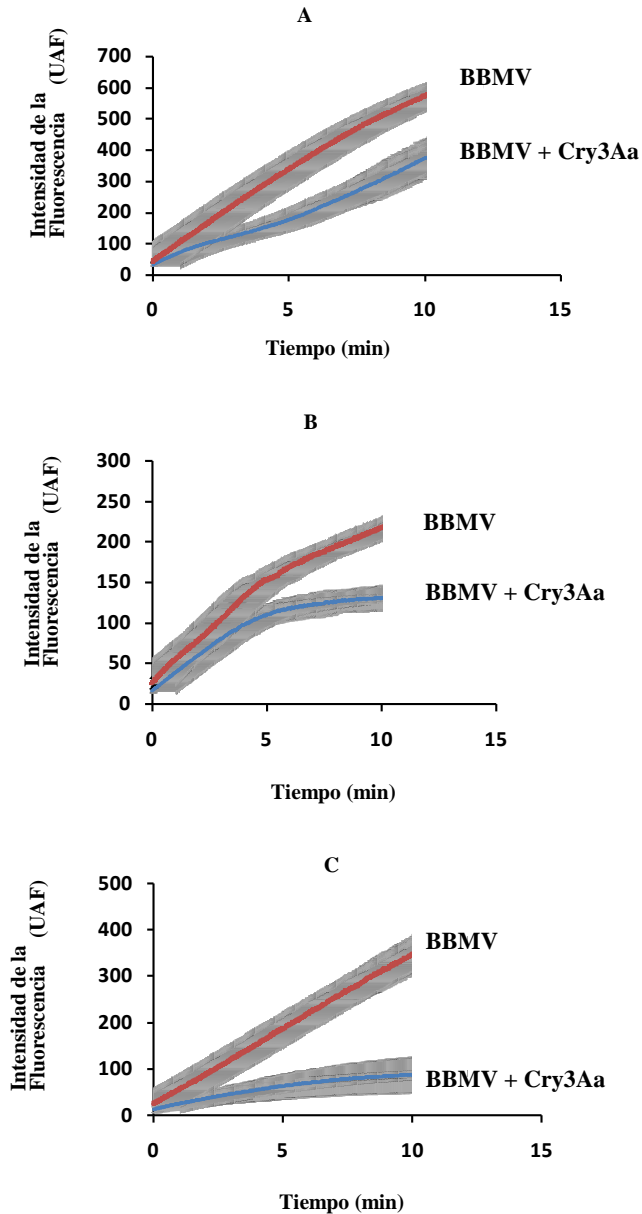 A
Intensidad de la
Fluorescencia (UAF)
700
600
500
400
300
200
100
0
0 5 10 15
Tiempo (min)
BBMV
BBMV + Cry3Aa
B
Intensidad de la
Fluorescencia (UAF)
300
250
200
150
100
50
0
0 5 10 15
Tiempo (min)
BBMV
BBMV + Cry3Aa
C
Intensidad de la
Fluorescencia (UAF)
500
400
300
200
100
0
0 5 10 15
Tiempo (min)
BBMV
BBMV + Cry3Aa